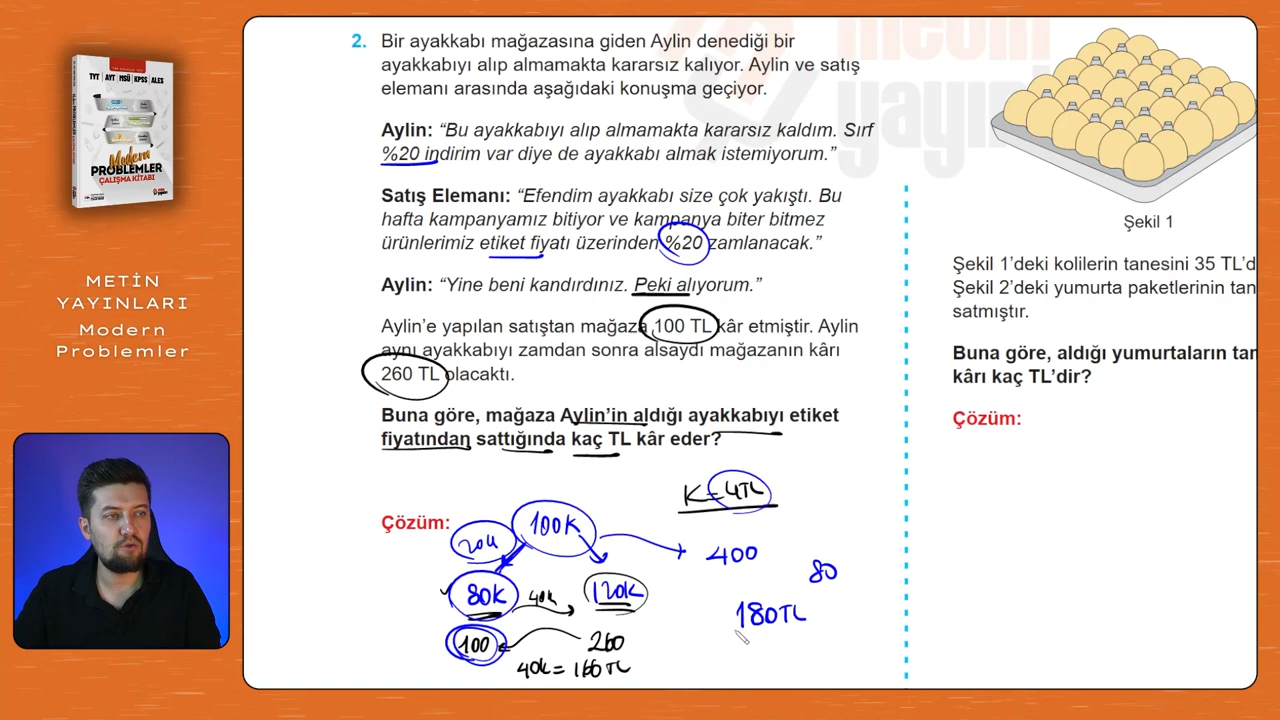 TYT | AYT | MSÜ | KPSS | ALES
Modern
PROBLEMLER
ÇALIŞMA KİTABI
METİN
YAYINLARI
Modern
Problemler
2. Bir ayakkabı mağazasına giden Aylin denediği bir
ayakkabıyı alıp almamakta kararsız kalıyor. Aylin ve satış
elemanı arasında aşağıdaki konuşma geçiyor.
Aylin: “Bu ayakkabıyı alıp almamakta kararsız kaldım. Sırf
%20 indirim var diye de ayakkabı almak istemiyorum.”
Satış Elemanı: “Efendim ayakkabı size çok yakıştı. Bu
hafta kampanyamız bitiyor ve kampanya biter bitmez
ürünlerimiz etiket fiyatı üzerinden %20 zamlanacak.”
Aylin: “Yine beni kandırdınız. Peki alıyorum.”
Aylin’e yapılan satıştan mağaza 100 TL kâr etmiştir. Aylin
aynı ayakkabıyı zamdan sonra alsaydı mağazanın kârı
260 TL olacaktı.
Buna göre, mağaza Aylin’in aldığı ayakkabıyı etiket
fiyatından sattığında kaç TL kâr eder?
K=4TL
Çözüm:
100K
20K
400
80
80K
40K
120K
180TL
100
260
40K=160TL
metin
yayın
Şekil 1
Şekil 1’deki kolilerin tanesini 35 TL’d
Şekil 2’deki yumurta paketlerinin tan
satmıştır.
Buna göre, aldığı yumurtaların tar
kârı kaç TL’dir?
Çözüm: